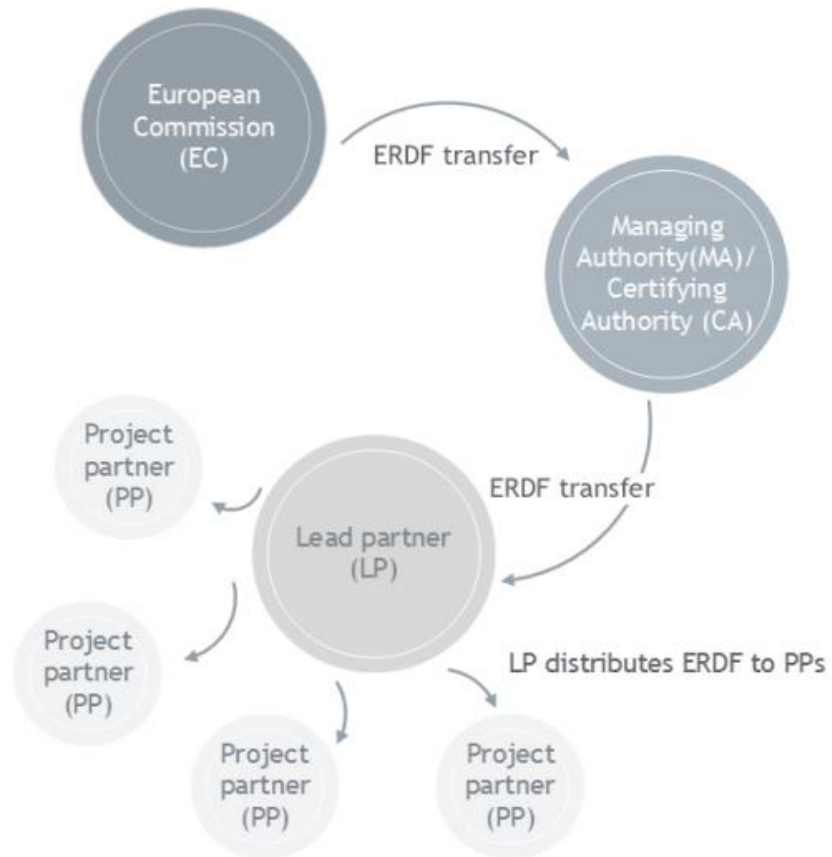 European
Commission
(EC)
ERDF transfer
Managing
Authority(MA)/
Certifying
Authority (CA)
ERDF transfer
Lead partner
(LP)
Project
partner
(PP)
Project
partner
(PP)
LP distributes ERDF to PPs
Project
partner
(PP)
Project
partner
(PP)